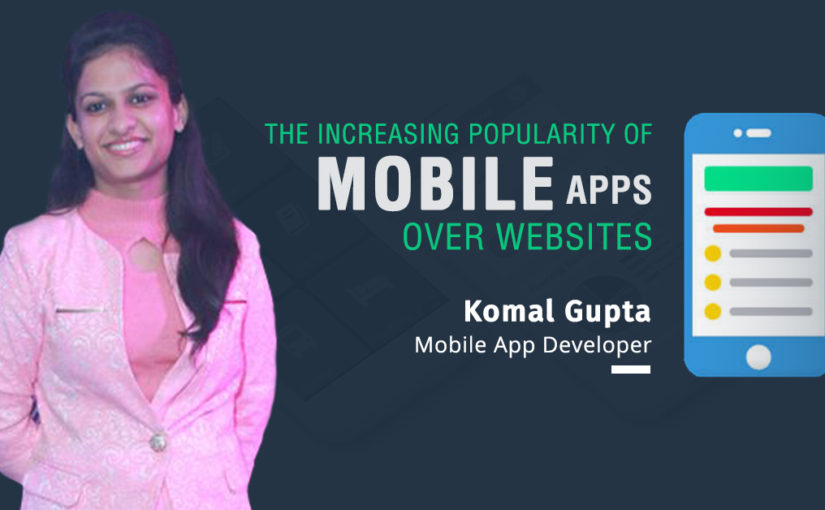 THE INCREASING POPULARITY OF
MOBILE APPS
OVER WEBSITES
Komal Gupta
Mobile App Developer